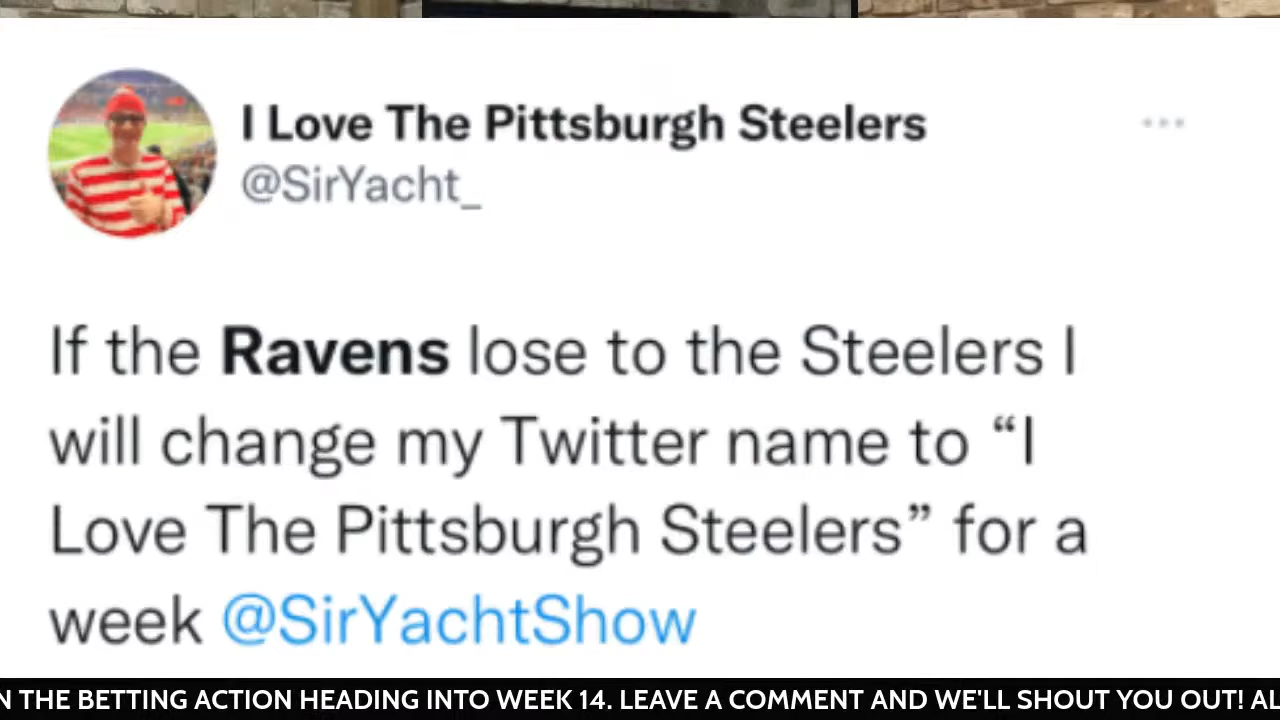 I Love The Pittsburgh Steelers
@SirYacht_
If the Ravens lose to the Steelers I
will change my Twitter name to “I
Love The Pittsburgh Steelers” for a
week @SirYachtShow
THE BETTING ACTION HEADING INTO WEEK 14. LEAVE A COMMENT AND WE'LL SHOUT YOU OUT!